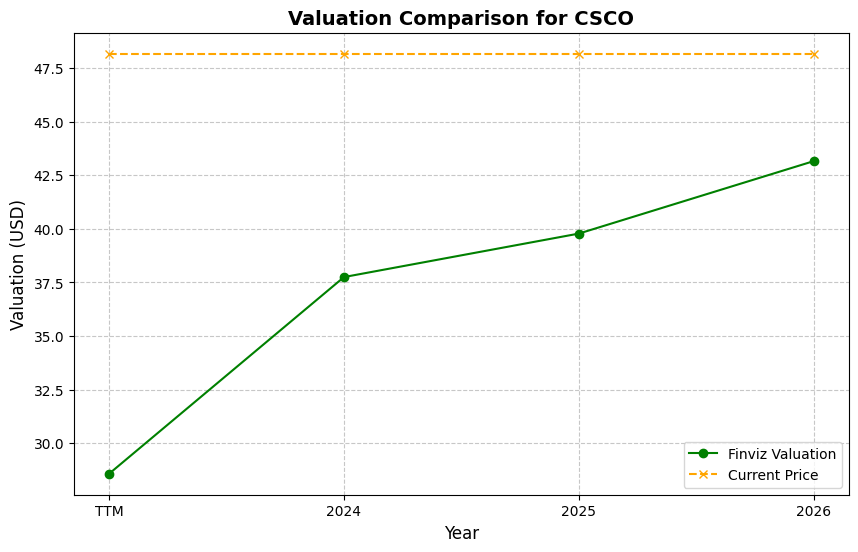 Valuation Comparison for CSCO
Valuation (USD)
47.5
45.0
42.5
40.0
37.5
35.0
32.5
30.0
TTM 2024 2025 2026
Year
Finviz Valuation
Current Price